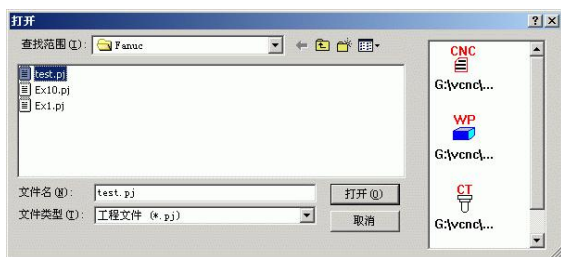 打开
查找范围(I):
Fanuc
test.pj
Ex10.pj
Ex1.pj
文件名(N):
test.pj
打开(O)
文件类型(T):
工程文件 (*.pj)
取消
CNC
G:\vcnc\...
WP
G:\vcnc\...
CT
G:\vcnc\...